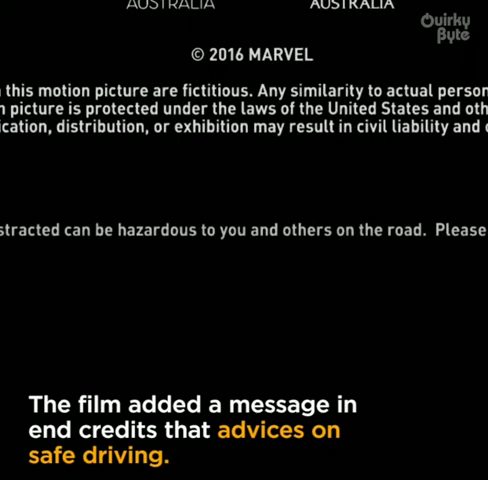 AUSTRALIA AUSTRALIA
Quirky
Byte
© 2016 MARVEL
this motion picture are fictitious. Any similarity to actual person
picture is protected under the laws of the United States and oth
ication, distribution, or exhibition may result in civil liability and
stracted can be hazardous to you and others on the road. Please
The film added a message in
end credits that advices on
safe driving.